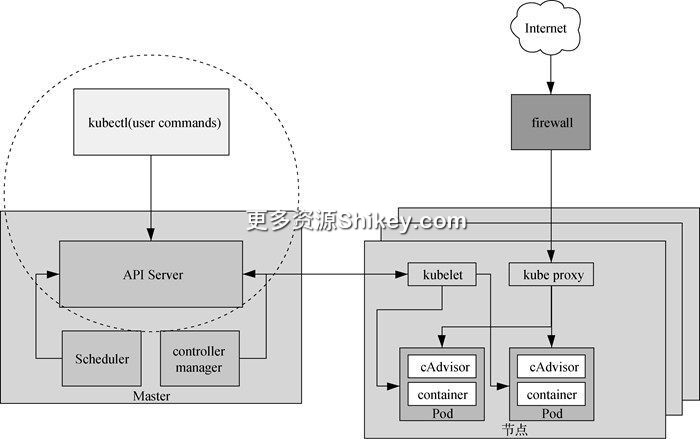 Internet
kubectl(user commands)
firewall
更多资源Shikey.com
API Server
kubelet
kube proxy
Scheduler
controller
manager
cAdvisor
container
Pod
cAdvisor
container
Pod
Master
节点